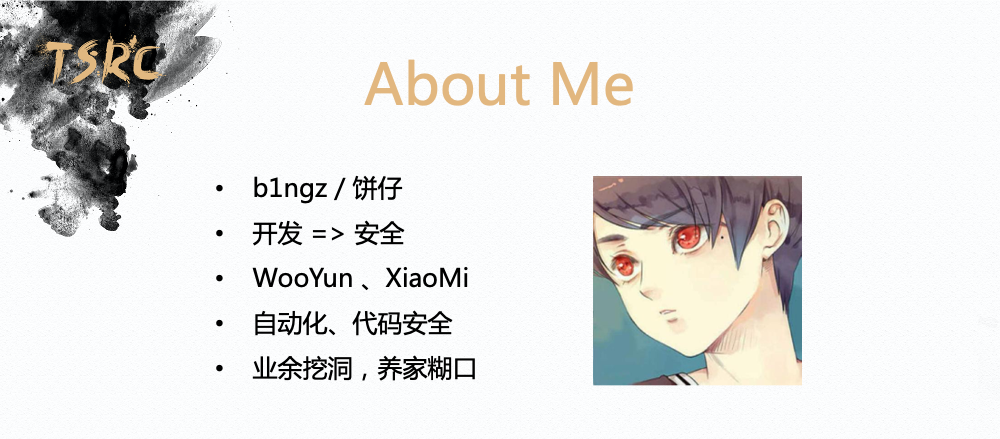 TSRC
About Me
• b1ngz / 饼仔
• 开发 => 安全
• WooYun 、XiaoMi
• 自动化、代码安全
• 业余挖洞，养家糊口